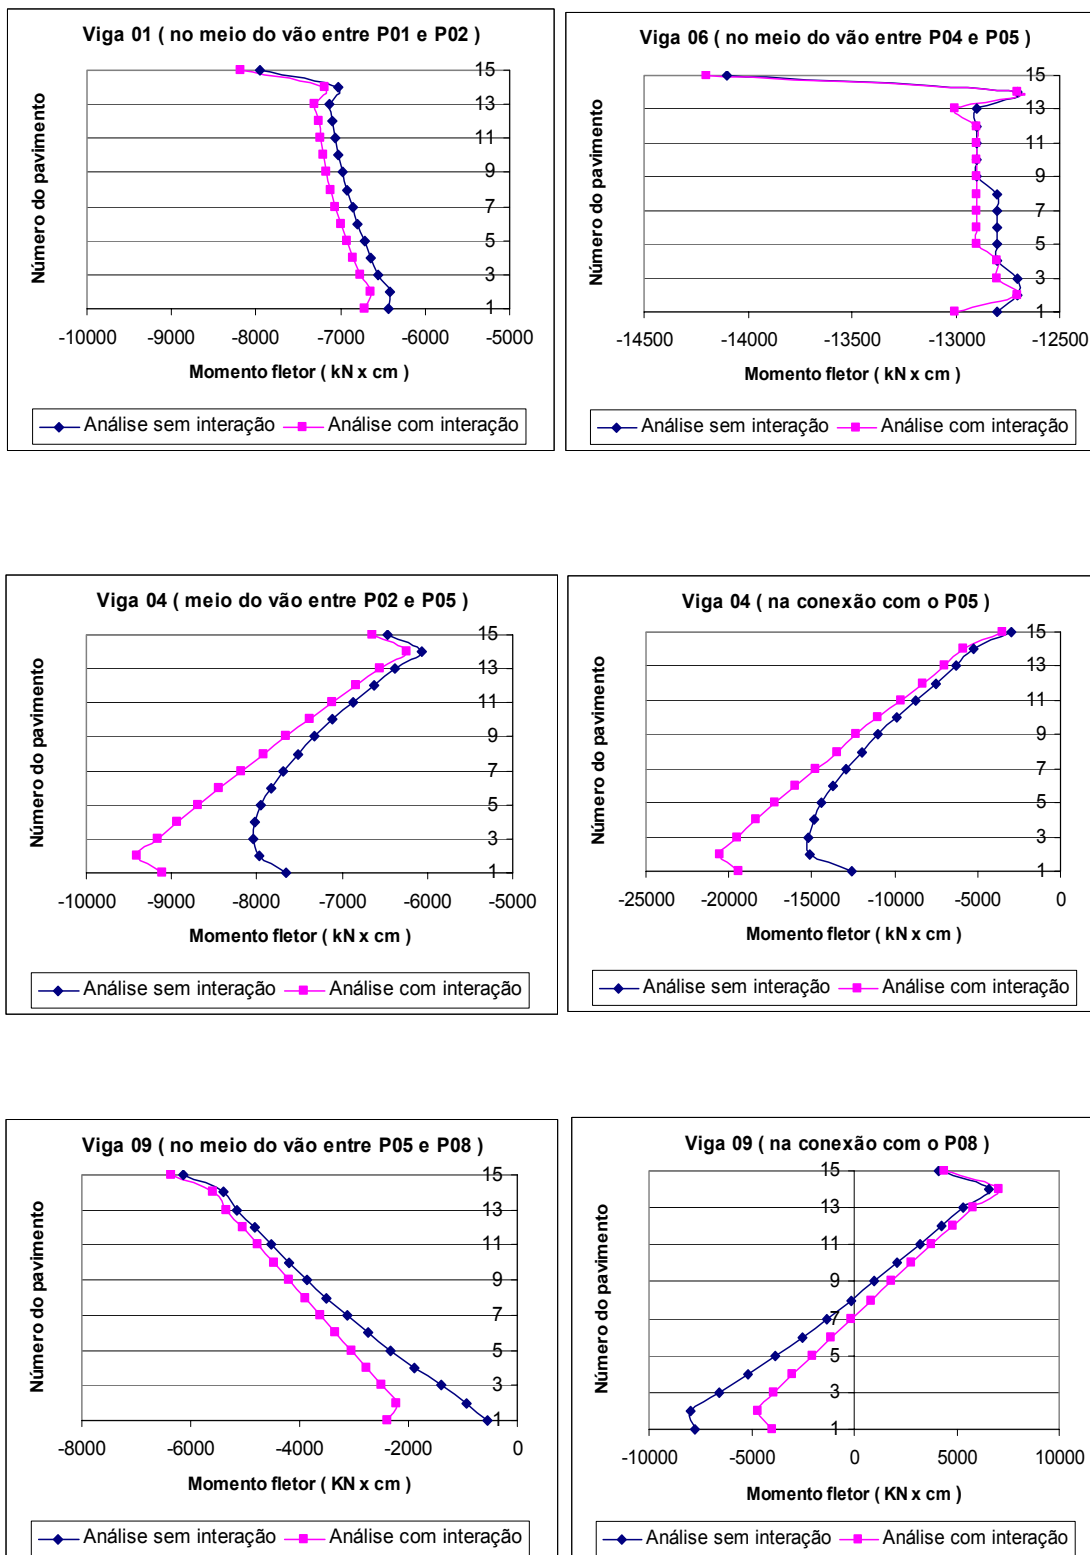 Viga 01 ( no meio do vão entre P01 e P02 )
Número do pavimento
15
13
11
9
7
5
3
1
-10000 -9000 -8000 -7000 -6000 -5000
Momento fletor ( kN x cm )
Análise sem interação Análise com interação
Viga 06 ( no meio do vão entre P04 e P05 )
Número do pavimento
15
13
11
9
7
5
3
1
-14500 -14000 -13500 -13000 -12500
Momento fletor ( kN x cm )
Análise sem interação Análise com interação
Viga 04 ( meio do vão entre P02 e P05 )
Número do pavimento
15
13
11
9
7
5
3
1
-10000 -9000 -8000 -7000 -6000 -5000
Momento fletor ( kN x cm )
Análise sem interação Análise com interação
Viga 04 ( na conexão com o P05 )
Número do pavimento
15
13
11
9
7
5
3
1
-25000 -20000 -15000 -10000 -5000 0
Momento fletor ( kN x cm )
Análise sem interação Análise com interação
Viga 09 ( no meio do vão entre P05 e P08 )
Número do pavimento
15
13
11
9
7
5
3
1
-8000 -6000 -4000 -2000 0
Momento fletor ( KN x cm )
Análise sem interação Análise com interação
Viga 09 ( na conexão com o P08 )
Número do pavimento
15
13
11
9
7
5
3
1
-10000 -5000 0 5000 10000
Momento fletor ( KN x cm )
Análise sem interação Análise com interação